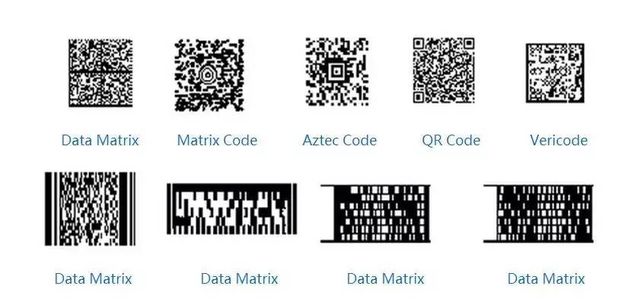 Data Matrix
Matrix Code
Aztec Code
QR Code
Vericode
Data Matrix
Data Matrix
Data Matrix
Data Matrix